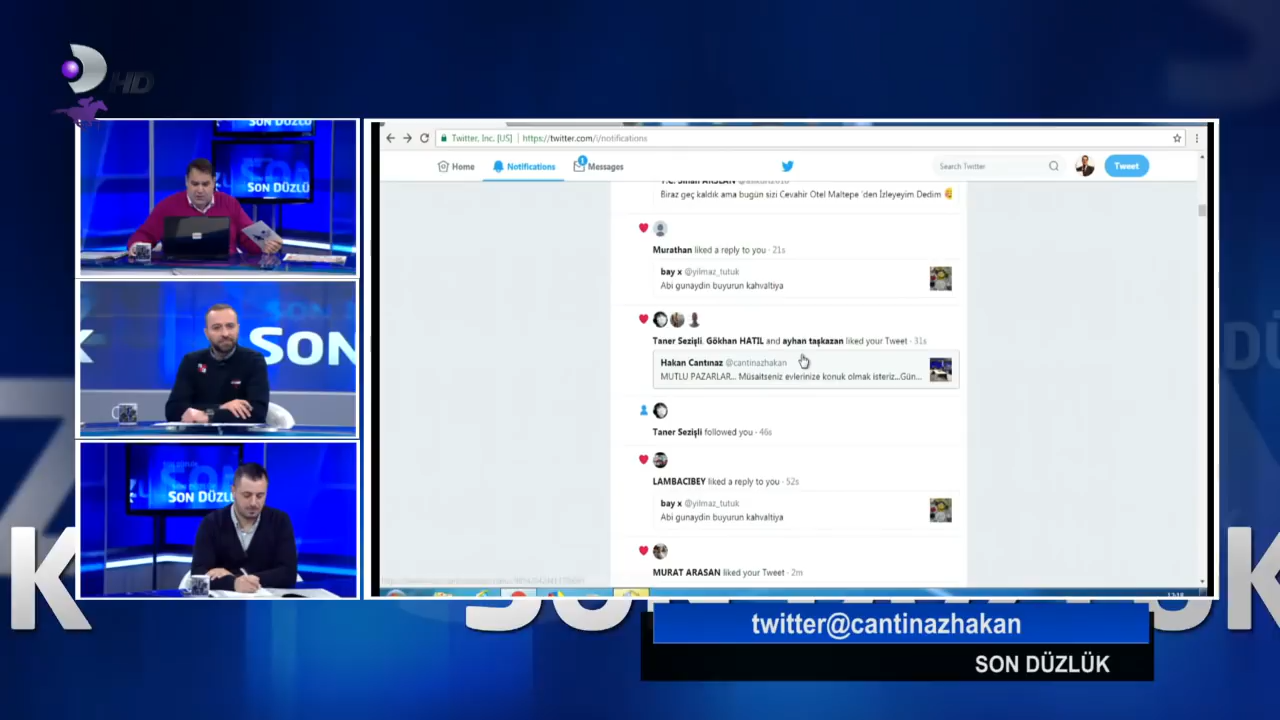 HD
SON DÜZLÜ
SON
SON DÜZLÜ
Twitter, Inc. [US]
https://twitter.com/i/notifications
Home
Notifications
1
Messages
Search Twitter
Tweet
Biraz geç kaldık ama bugün sizi Cevahir Otel Maltepe 'den İzleyeyim Dedim
Murathan liked a reply to you · 21s
bay x @yilmaz_tutuk
Abi gunaydin buyurun kahvaltiya
Taner Sezişli, Gökhan HATIL and ayhan taşkazan liked your Tweet · 31s
Hakan Cantınaz @cantinazhakan
MUTLU PAZARLAR... Müsaitseniz evlerinize konuk olmak isteriz...Gün...
Taner Sezişli followed you · 46s
LAMBACIBEY liked a reply to you · 52s
bay x @yilmaz_tutuk
Abi gunaydin buyurun kahvaltiya
MURAT ARASAN liked your Tweet · 2m
twitter@cantinazhakan
SON DÜZLÜK